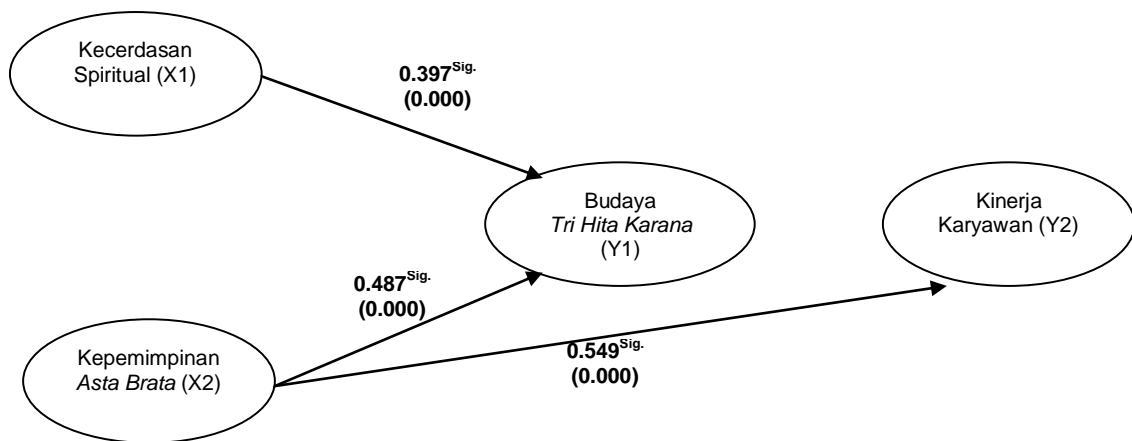 Kecerdasan
Spiritual (X1)
0.397Sig.
(0.000)
Budaya
Tri Hita Karana
(Y1)
Kinerja
Karyawan (Y2)
0.487Sig.
(0.000)
Kepemimpinan
Asta Brata (X2)
0.549Sig.
(0.000)